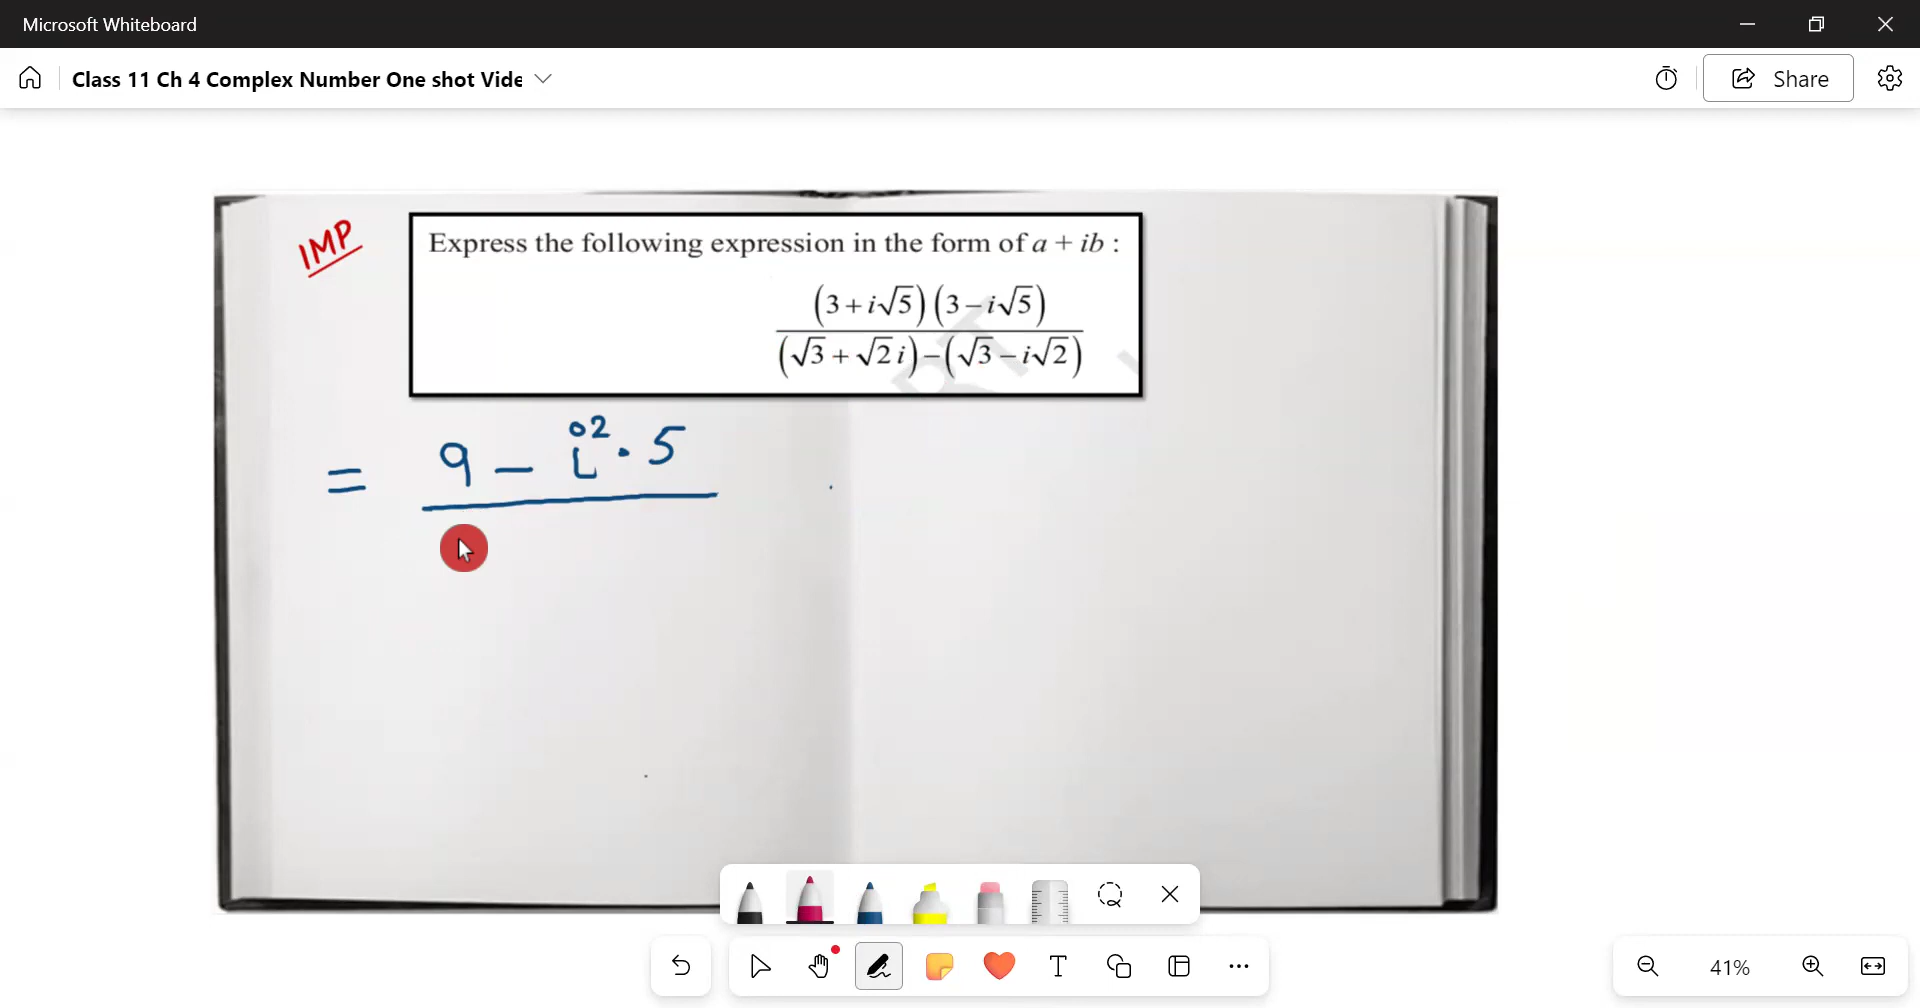 Microsoft Whiteboard
Class 11 Ch 4 Complex Number One shot Vide
Share
IMP
Express the following expression in the form of a + ib :
(3 + i√5) (3 − i√5)
(√3 + √2 i) − (√3 − i√2)
= 9 − i² · 5
41%